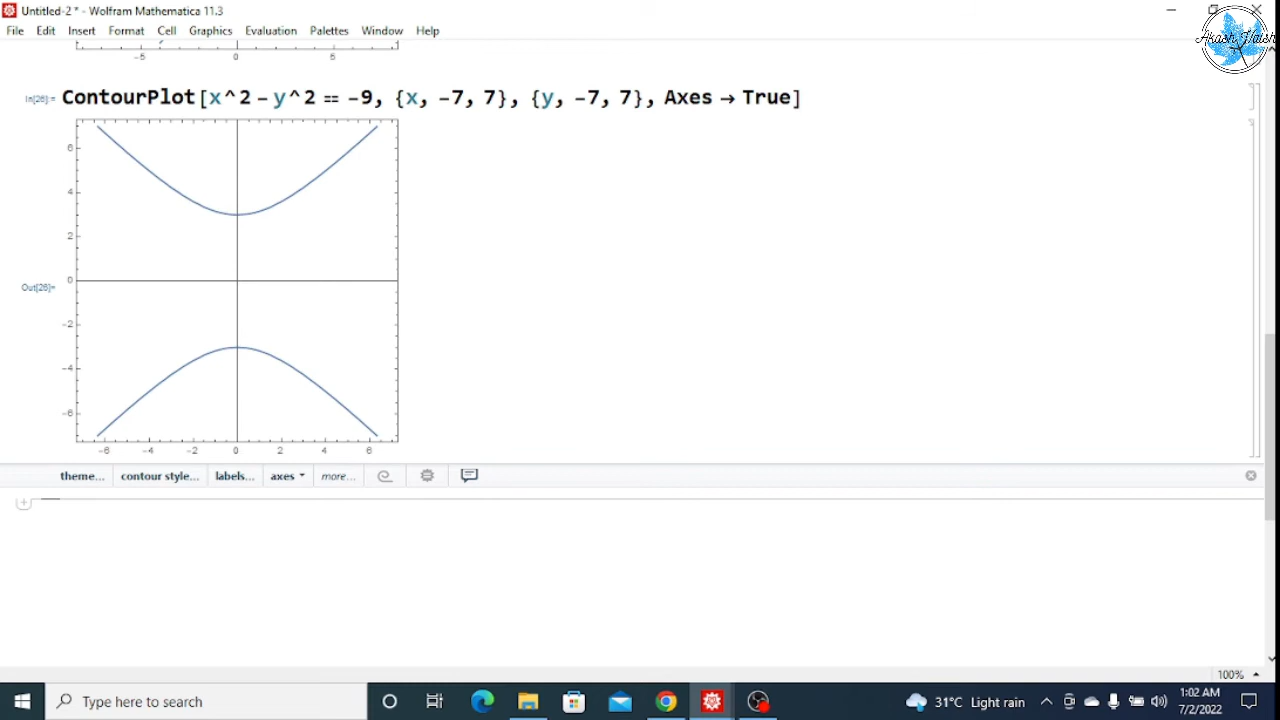 Untitled-2 * - Wolfram Mathematica 11.3
File Edit Insert Format Cell Graphics Evaluation Palettes Window Help
-5 0 5
In[26]:= ContourPlot[x^2 - y^2 == -9, {x, -7, 7}, {y, -7, 7}, Axes → True]
6
4
2
0
Out[26]=
-2
-4
-6
-6 -4 -2 0 2 4 6
theme... contour style... labels... axes more...
100%
Type here to search
31°C Light rain
1:02 AM
7/2/2022